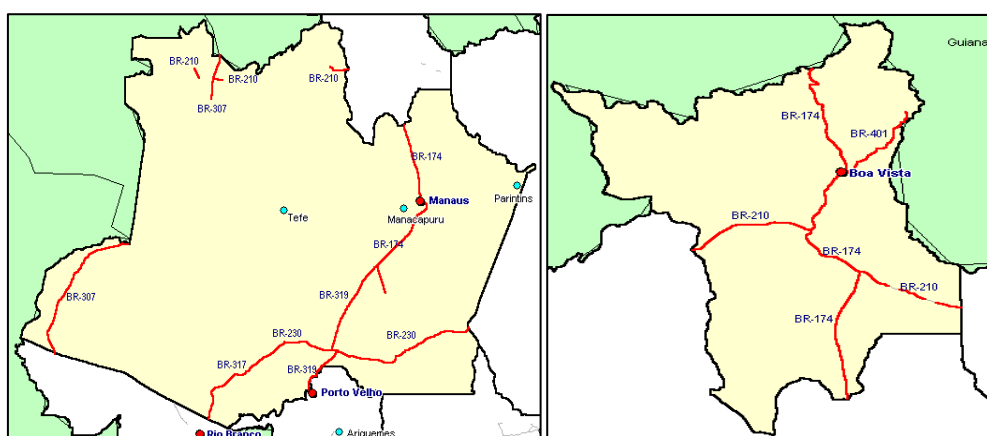 BR-210
BR-210
BR-307
BR-210
BR-174
Manaus
Parintins
Tefe
Manacapuru
BR-174
BR-307
BR-319
BR-230
BR-230
BR-317
BR-319
Porto Velho
Rio Branco
Ariquemes
Guiana
BR-174
BR-401
Boa Vista
BR-210
BR-174
BR-210
BR-174